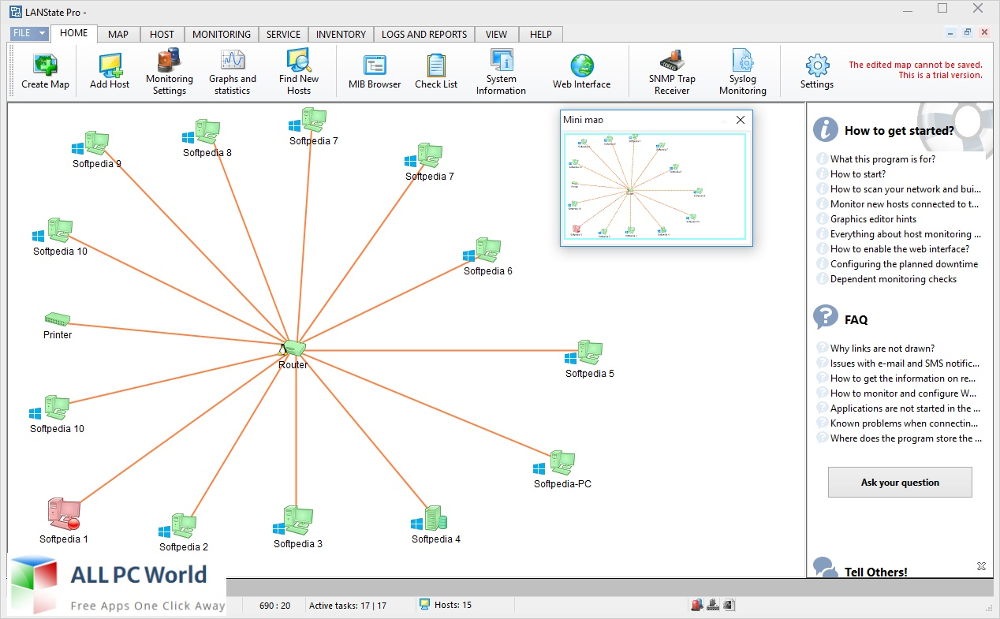 LANState Pro -
FILE HOME MAP HOST MONITORING SERVICE INVENTORY LOGS AND REPORTS VIEW HELP
Create Map
Add Host
Monitoring
Settings
Graphs and
statistics
Find New
Hosts
MIB Browser
Check List
System
Information
Web Interface
SNMP Trap
Receiver
Syslog
Monitoring
Settings
The edited map cannot be saved.
This is a trial version.
Softpedia 9
Softpedia 8
Softpedia 7
Softpedia 7
Softpedia 10
Softpedia 6
Printer
Router
Softpedia 5
Softpedia 10
Softpedia-PC
Softpedia 1
Softpedia 2
Softpedia 3
Softpedia 4
Mini map
How to get started?
What this program is for?
How to start?
How to scan your network and bui...
Monitor new hosts connected to t...
Graphics editor hints
Everything about host monitoring ...
How to enable the web interface?
Configuring the planned downtime
Dependent monitoring checks
FAQ
Why links are not drawn?
Issues with e-mail and SMS notific...
How to get the information on re...
How to monitor and configure W...
Applications are not started in the ...
Known problems when connectin...
Where does the program store the ...
Ask your question
Tell Others!
ALL PC World
Free Apps One Click Away
690 : 20
Active tasks: 17 | 17
Hosts: 15